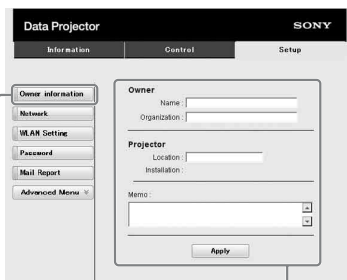 Data Projector
SONY
Information
Control
Setup
Owner information
Network
WLAN Setting
Password
Mail Report
Advanced Menu
Owner
Name :
Organization :
Projector
Location :
Installation :
Memo :
Apply